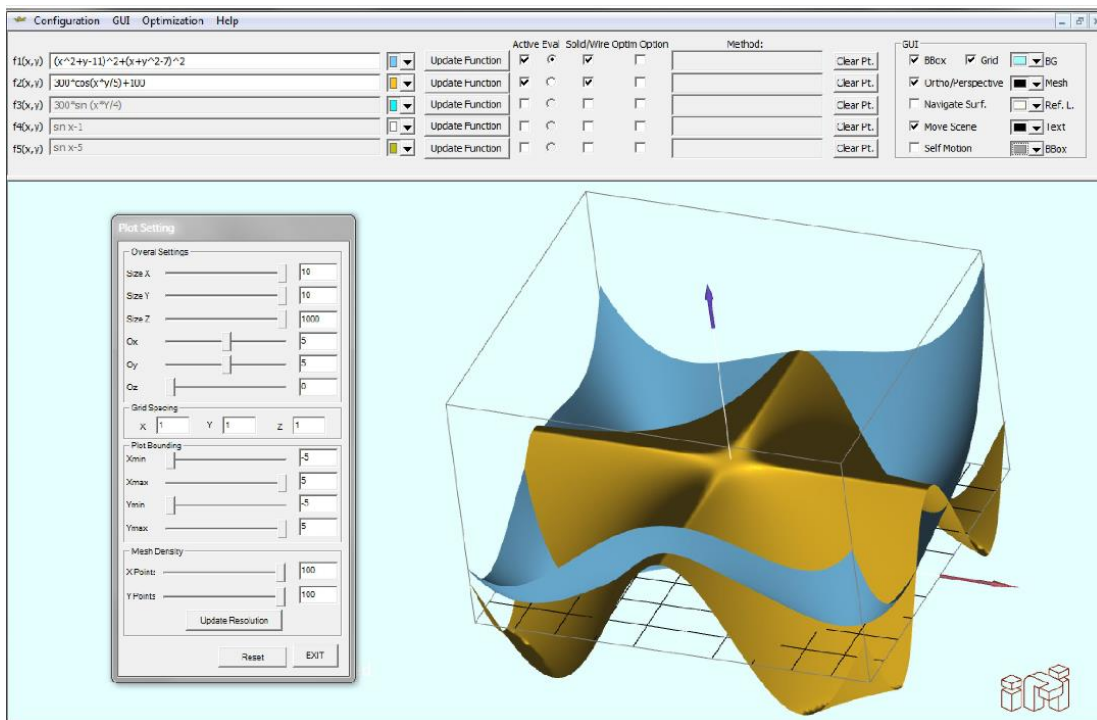 Configuration GUI Optimization Help
Active Eval Solid/Wire Optim Option Method: GUI
f1(x,y) (x^2+y-11)^2+(x+y^2-7)^2 Update Function Clear Pt. BBox Grid BG
f2(x,y) 300*cos(x*y/5)+100 Update Function Clear Pt. Ortho/Perspective Mesh
f3(x,y) 300*sin (x*Y/4) Update Function Clear Pt. Navigate Surf. Ref. L.
f4(x,y) sin x-1 Update Function Clear Pt. Move Scene Text
f5(x,y) sin x-5 Update Function Clear Pt. Self Motion BBox
Plot Setting
Overal Settings
Size X 10
Size Y 10
Size Z 1000
Ox 5
Oy 5
Oz 0
Grid Spacing
X 1 Y 1 Z 1
Plot Bounding
Xmin -5
Xmax 5
Ymin -5
Ymax 5
Mesh Density
X Points 100
Y Points 100
Update Resolution
Reset EXIT